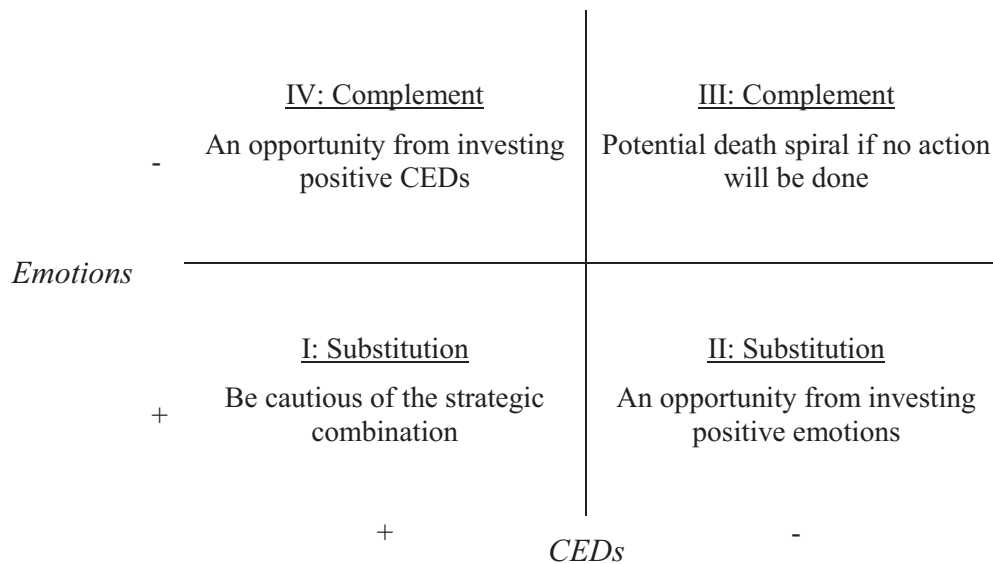 IV: Complement
An opportunity from investing
positive CEDs
III: Complement
Potential death spiral if no action
will be done
-
Emotions
I: Substitution
Be cautious of the strategic
combination
II: Substitution
An opportunity from investing
positive emotions
+
+
CEDs
-